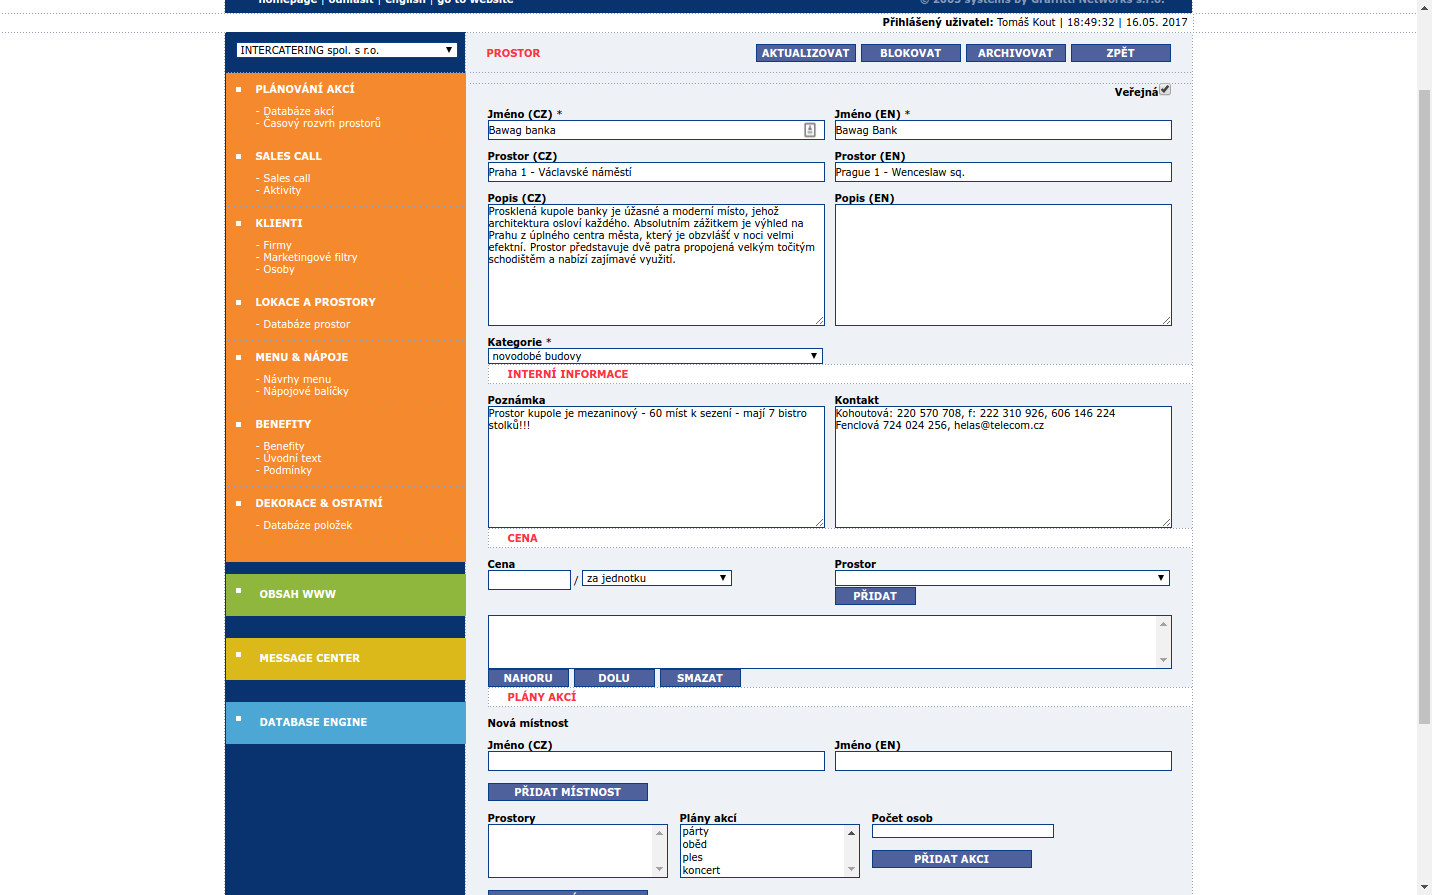 homepage | odhlásit | english | go to website
© 2005 systems by Graffiti Networks s.r.o.
Přihlášený uživatel: Tomáš Kout | 18:49:32 | 16.05. 2017
INTERCATERING spol. s r.o.
PLÁNOVÁNÍ AKCÍ
- Databáze akcí
- Časový rozvrh prostorů
SALES CALL
- Sales call
- Aktivity
KLIENTI
- Firmy
- Marketingové filtry
- Osoby
LOKACE A PROSTORY
- Databáze prostor
MENU & NÁPOJE
- Návrhy menu
- Nápojové balíčky
BENEFITY
- Benefity
- Úvodní text
- Podmínky
DEKORACE & OSTATNÍ
- Databáze položek
OBSAH WWW
MESSAGE CENTER
DATABASE ENGINE
PROSTOR
AKTUALIZOVAT BLOKOVAT ARCHIVOVAT ZPĚT
Veřejná
Jméno (CZ) * Jméno (EN) *
Bawag banka Bawag Bank
Prostor (CZ) Prostor (EN)
Praha 1 - Václavské náměstí Prague 1 - Wenceslaw sq.
Popis (CZ) Popis (EN)
Prosklená kupole banky je úžasné a moderní místo, jehož
architektura osloví každého. Absolutním zážitkem je výhled na
Prahu z úplného centra města, který je obzvlášť v noci velmi
efektní. Prostor představuje dvě patra propojená velkým točitým
schodištěm a nabízí zajímavé využití.
Kategorie *
novodobé budovy
INTERNÍ INFORMACE
Poznámka Kontakt
Prostor kupole je mezaninový - 60 míst k sezení - mají 7 bistro
stolků!!!
Kohoutová: 220 570 708, f: 222 310 926, 606 146 224
Fenclová 724 024 256, helas@telecom.cz
CENA
Cena Prostor
/ za jednotku
PŘIDAT
NAHORU DOLU SMAZAT
PLÁNY AKCÍ
Nová místnost
Jméno (CZ) Jméno (EN)
PŘIDAT MÍSTNOST
Prostory Plány akcí Počet osob
párty
oběd
ples
koncert
PŘIDAT AKCI